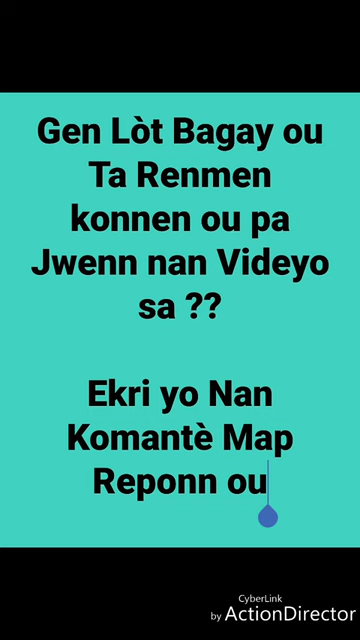 Gen Lòt Bagay ou
Ta Renmen
konnen ou pa
Jwenn nan Videyo
sa ??
Ekri yo Nan
Komantè Map
Reponn ou
CyberLink
by ActionDirector